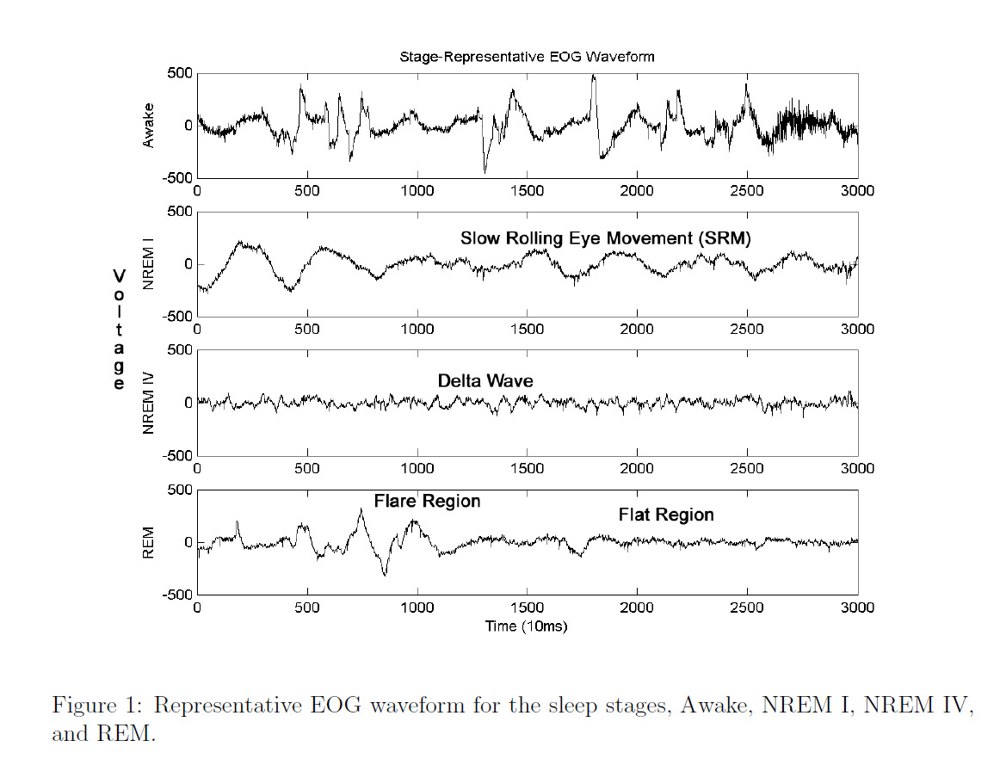 Stage-Representative EOG Waveform
500
0
-500
Awake
0 500 1000 1500 2000 2500 3000
500
0
-500
NREM I
Slow Rolling Eye Movement (SRM)
0 500 1000 1500 2000 2500 3000
Voltage
500
0
-500
NREM IV
Delta Wave
0 500 1000 1500 2000 2500 3000
500
0
-500
REM
Flare Region
Flat Region
0 500 1000 1500 2000 2500 3000
Time (10ms)
Figure 1: Representative EOG waveform for the sleep stages, Awake, NREM I, NREM IV,
and REM.